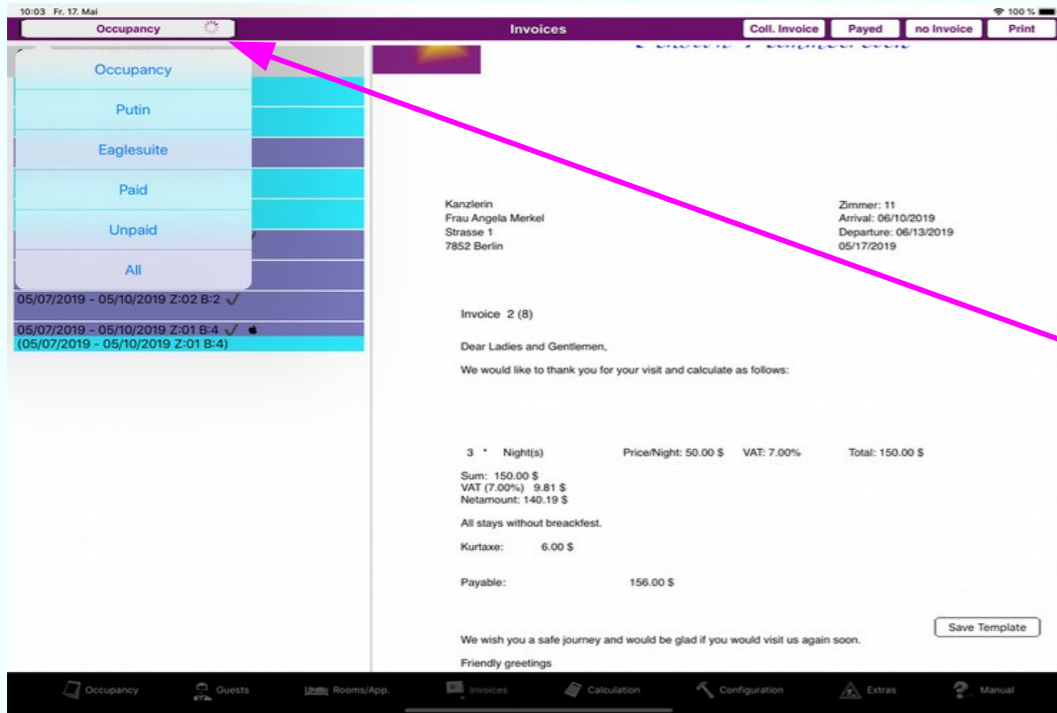 10:03 Fr. 17. Mai
100 %
Occupancy
Invoices
Coll. Invoice
Payed
no Invoice
Print
Occupancy
Putin
Eaglesuite
Paid
Unpaid
All
05/07/2019 - 05/10/2019 Z:02 B:2 ✓
05/07/2019 - 05/10/2019 Z:01 B:4 ✓
(05/07/2019 - 05/10/2019 Z:01 B:4)
Kanzlerin
Frau Angela Merkel
Strasse 1
7852 Berlin
Zimmer: 11
Arrival: 06/10/2019
Departure: 06/13/2019
05/17/2019
Invoice 2 (8)
Dear Ladies and Gentlemen,
We would like to thank you for your visit and calculate as follows:
3 * Night(s) Price/Night: 50.00 $ VAT: 7.00% Total: 150.00 $
Sum: 150.00 $
VAT (7.00%) 9.81 $
Netamount: 140.19 $
All stays without breackfest.
Kurtaxe: 6.00 $
Payable: 156.00 $
Save Template
We wish you a safe journey and would be glad if you would visit us again soon.
Friendly greetings
Occupancy
Guests
Rooms/App.
Invoices
Calculation
Configuration
Extras
Manual